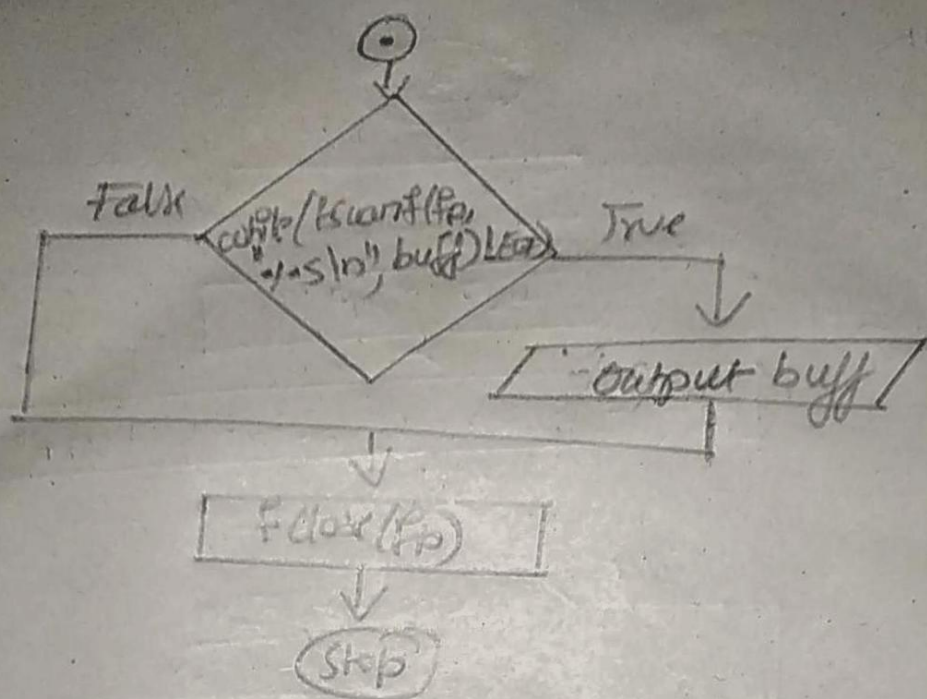 False
while(fscanf(fp,
"%s\n", buff)!=EOF)
True
output buff
fclose(fp)
Stop